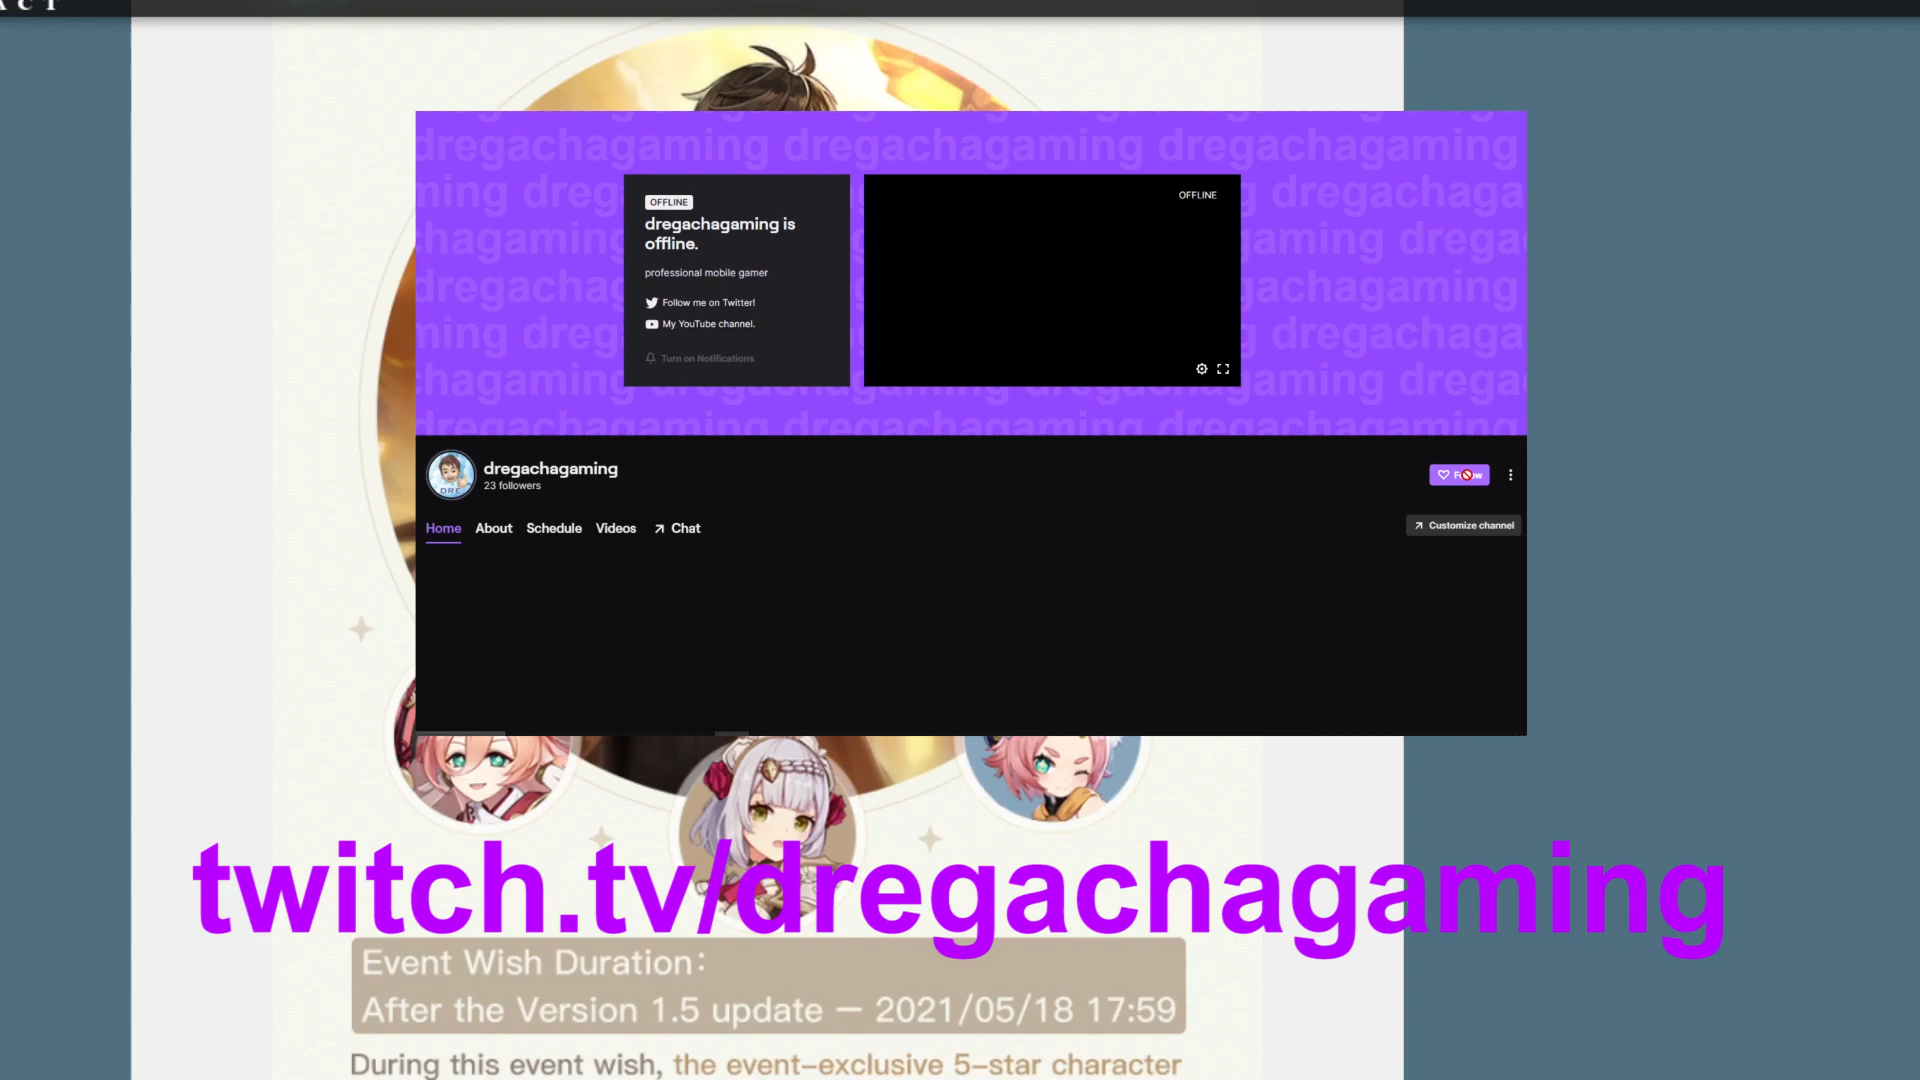 ACT
dregachagaming dregachagaming dregachagaming
OFFLINE
dregachagaming is
offline.
professional mobile gamer
Follow me on Twitter!
My YouTube channel.
Turn on Notifications
OFFLINE
DRE
dregachagaming
23 followers
Follow
Home About Schedule Videos Chat
Customize channel
twitch.tv/dregachagaming
Event Wish Duration:
After the Version 1.5 update – 2021/05/18 17:59
During this event wish, the event-exclusive 5-star character